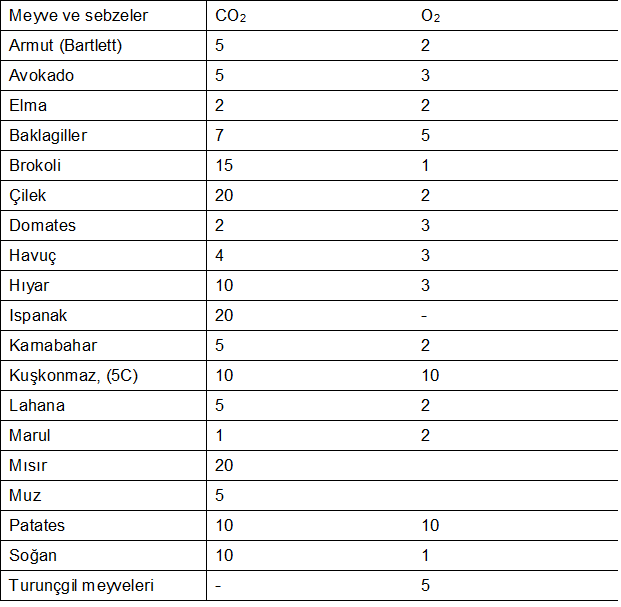 Meyve ve sebzeler CO₂ O₂
Armut (Bartlett) 5 2
Avokado 5 3
Elma 2 2
Baklagiller 7 5
Brokoli 15 1
Çilek 20 2
Domates 2 3
Havuç 4 3
Hıyar 10 3
Ispanak 20 -
Karnabahar 5 2
Kuşkonmaz, (5C) 10 10
Lahana 5 2
Marul 1 2
Mısır 20
Muz 5
Patates 10 10
Soğan 10 1
Turunçgil meyveleri - 5